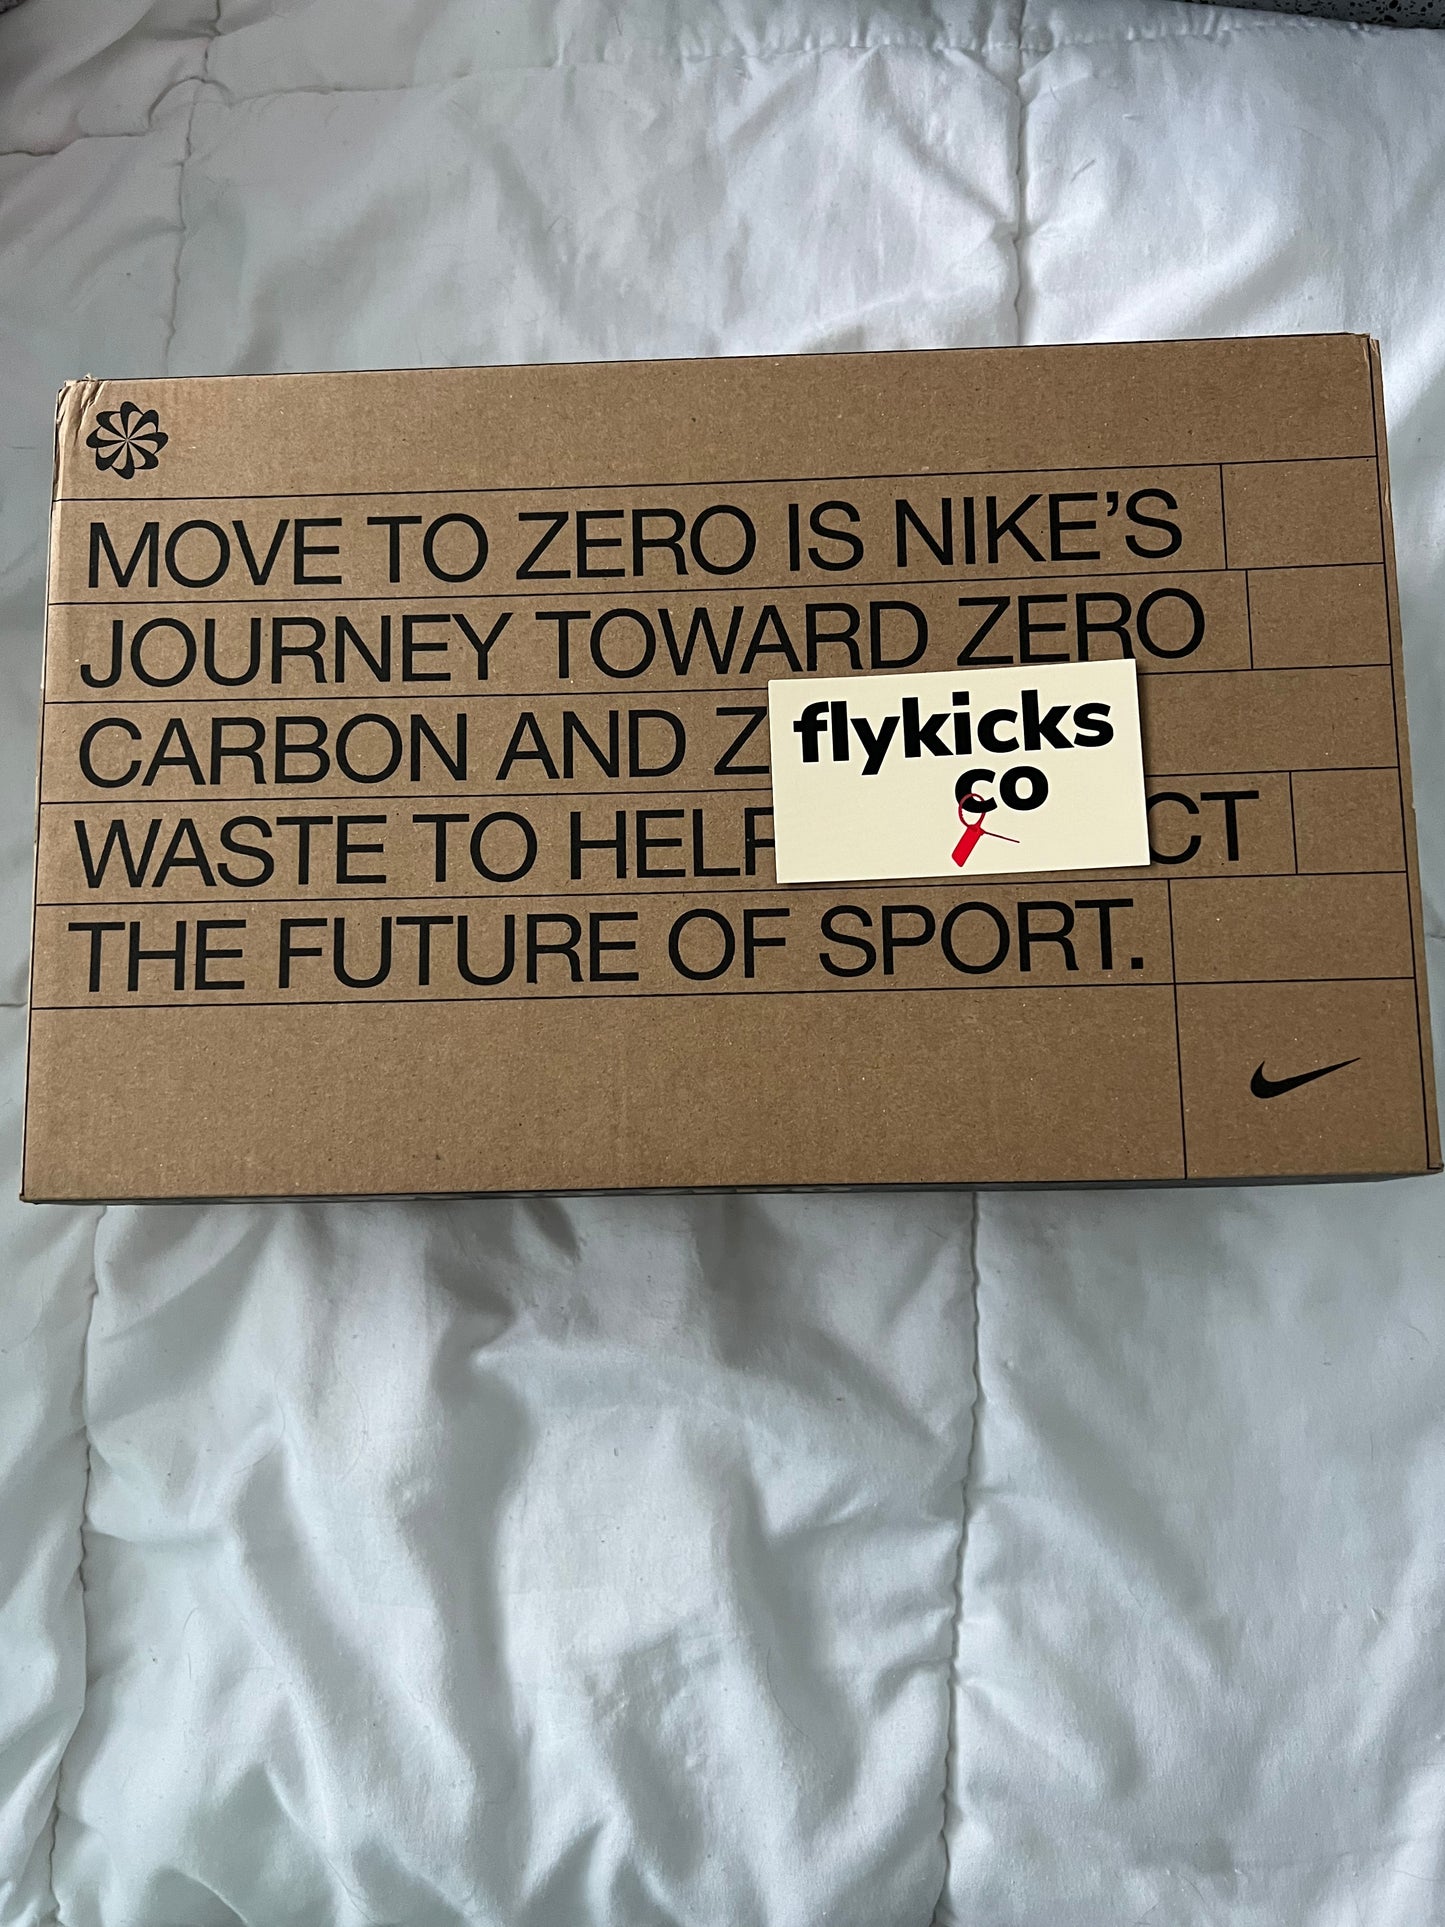 MOVE TO ZERO IS NIKE'S
JOURNEY TOWARD ZERO
CARBON AND Z
WASTE TO HELP CT
THE FUTURE OF SPORT.
flykicks
co